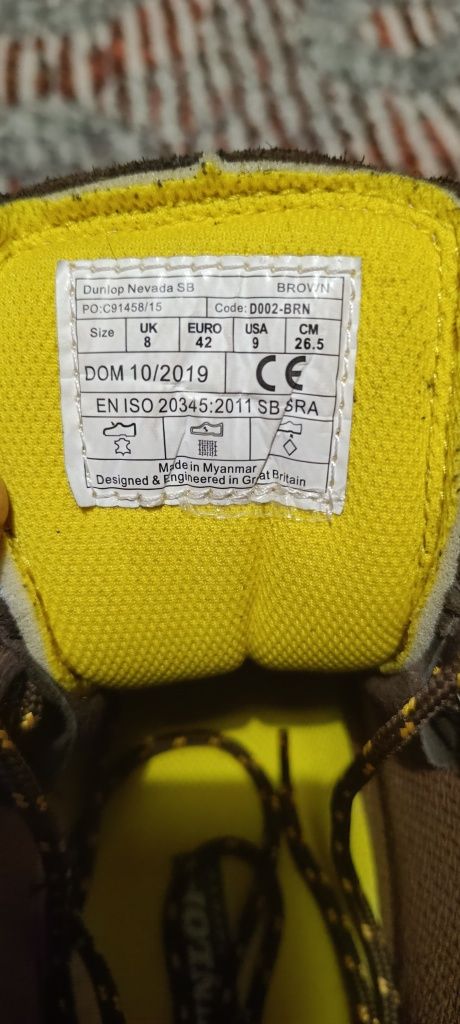 Dunlop Nevada SB BROWN
PO:C91458/15 Code: D002-BRN
Size UK 8 EURO 42 USA 9 CM 26.5
DOM 10/2019 CE
EN ISO 20345:2011 SB SRA
Made in Myanmar
Designed & Engineered in Great Britain
DUNLOP